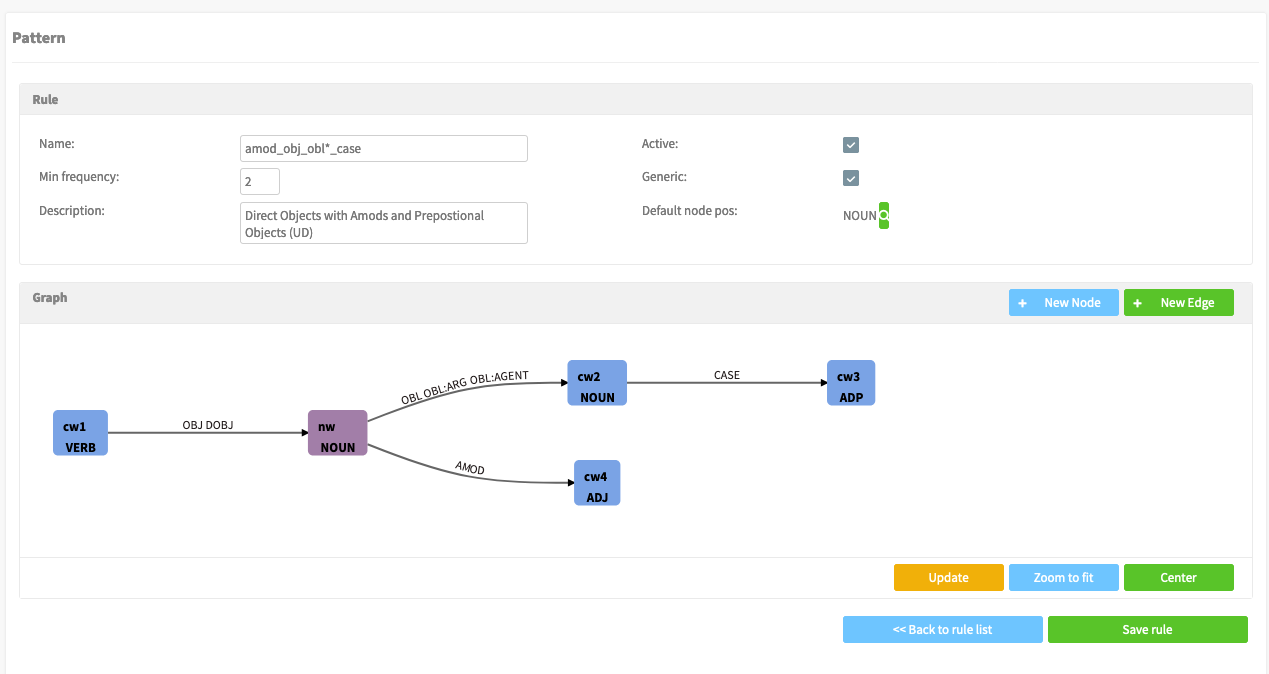 Pattern
Rule
Name:
amod_obj_obl*_case
Active:
Min frequency:
2
Generic:
Description:
Direct Objects with Amods and Prepostional
Objects (UD)
Default node pos:
NOUN
Graph
+ New Node
+ New Edge
cw1
VERB
OBJ DOBJ
nw
NOUN
OBL OBL:ARG OBL:AGENT
cw2
NOUN
CASE
cw3
ADP
AMOD
cw4
ADJ
Update
Zoom to fit
Center
<< Back to rule list
Save rule